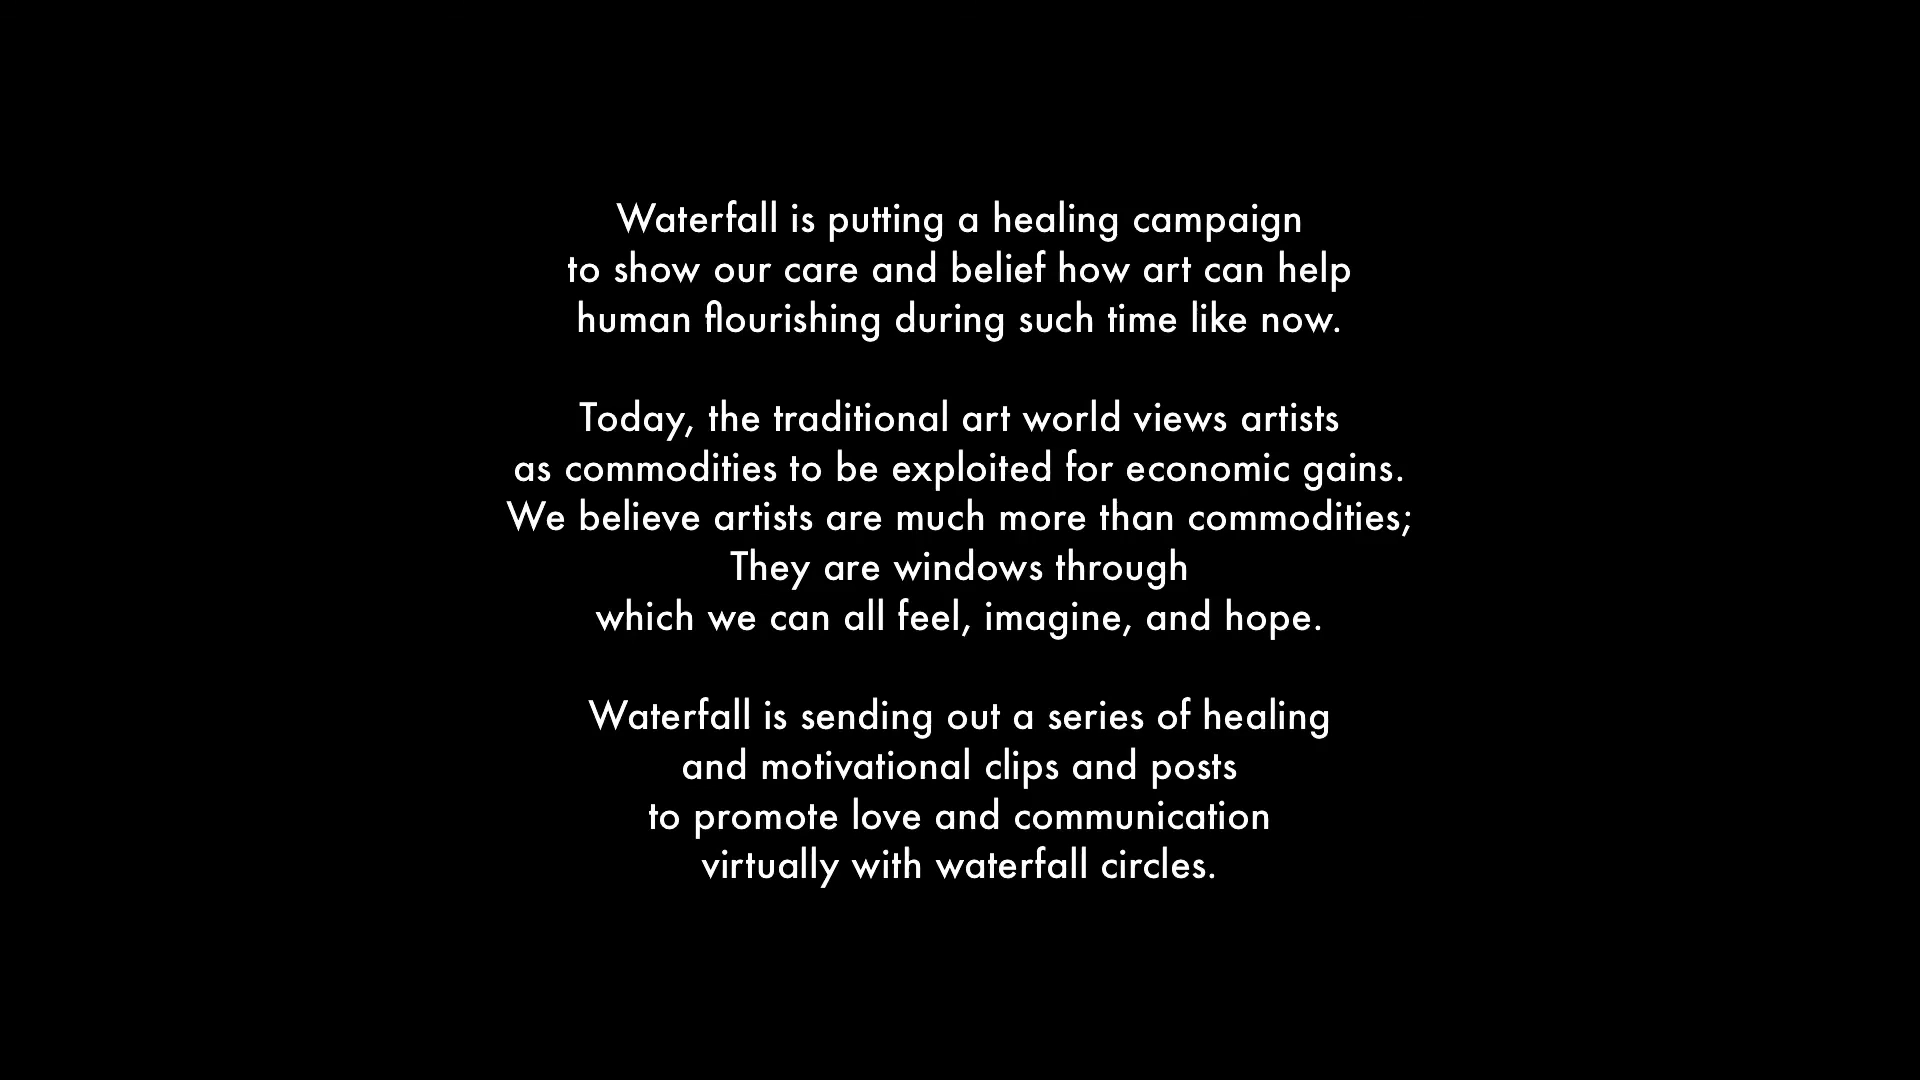 Waterfall is putting a healing campaign
to show our care and belief how art can help
human flourishing during such time like now.
Today, the traditional art world views artists
as commodities to be exploited for economic gains.
We believe artists are much more than commodities;
They are windows through
which we can all feel, imagine, and hope.
Waterfall is sending out a series of healing
and motivational clips and posts
to promote love and communication
virtually with waterfall circles.